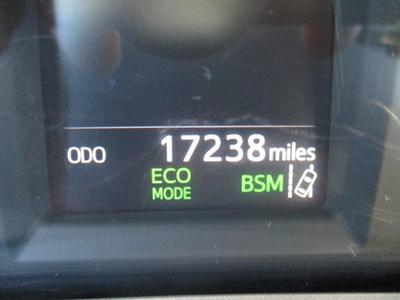 ODO 17238 miles
ECO BSM
MODE